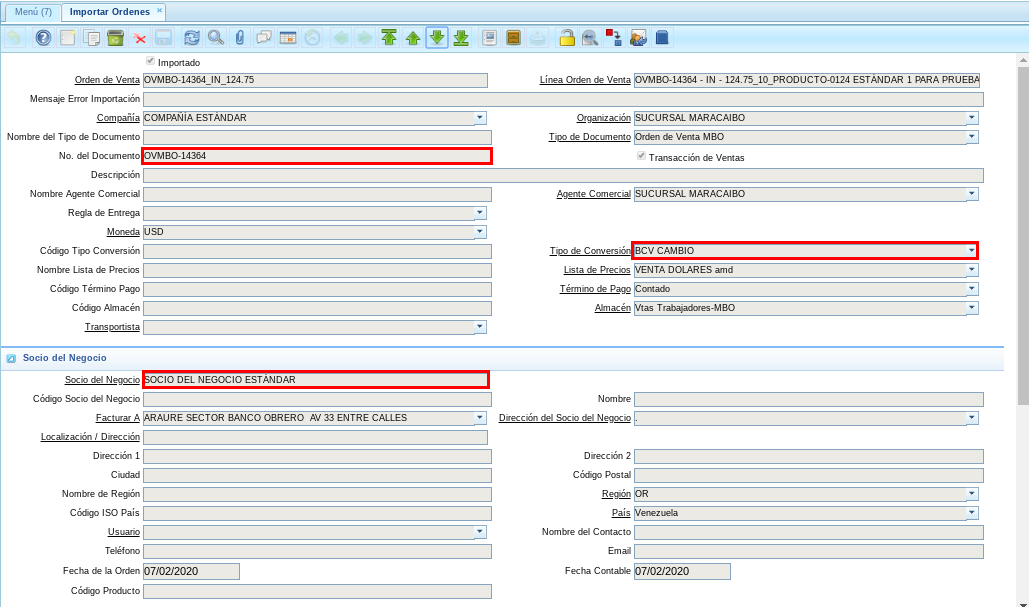 Menú (7) Importar Ordenes ×
Importado
Orden de Venta OVMBO-14364_IN_124.75 Línea Orden de Venta OVMBO-14364 - IN - 124.75_10_PRODUCTO-0124 ESTÁNDAR 1 PARA PRUEBA
Mensaje Error Importación
Compañía COMPAÑÍA ESTÁNDAR Organización SUCURSAL MARACAIBO
Nombre del Tipo de Documento Tipo de Documento Orden de Venta MBO
No. del Documento OVMBO-14364 Transacción de Ventas
Descripción
Nombre Agente Comercial Agente Comercial SUCURSAL MARACAIBO
Regla de Entrega
Moneda USD
Código Tipo Conversión Tipo de Conversión BCV CAMBIO
Nombre Lista de Precios Lista de Precios VENTA DOLARES amd
Código Término Pago Término de Pago Contado
Código Almacén Almacén Vtas Trabajadores-MBO
Transportista
Socio del Negocio
Socio del Negocio SOCIO DEL NEGOCIO ESTÁNDAR
Código Socio del Negocio Nombre
Facturar A ARAURE SECTOR BANCO OBRERO  AV 33 ENTRE CALLES Dirección del Socio del Negocio .
Localización / Dirección
Dirección 1 Dirección 2
Ciudad Código Postal
Nombre de Región Región OR
Código ISO País País Venezuela
Usuario Nombre del Contacto
Teléfono Email
Fecha de la Orden 07/02/2020 Fecha Contable 07/02/2020
Código Producto